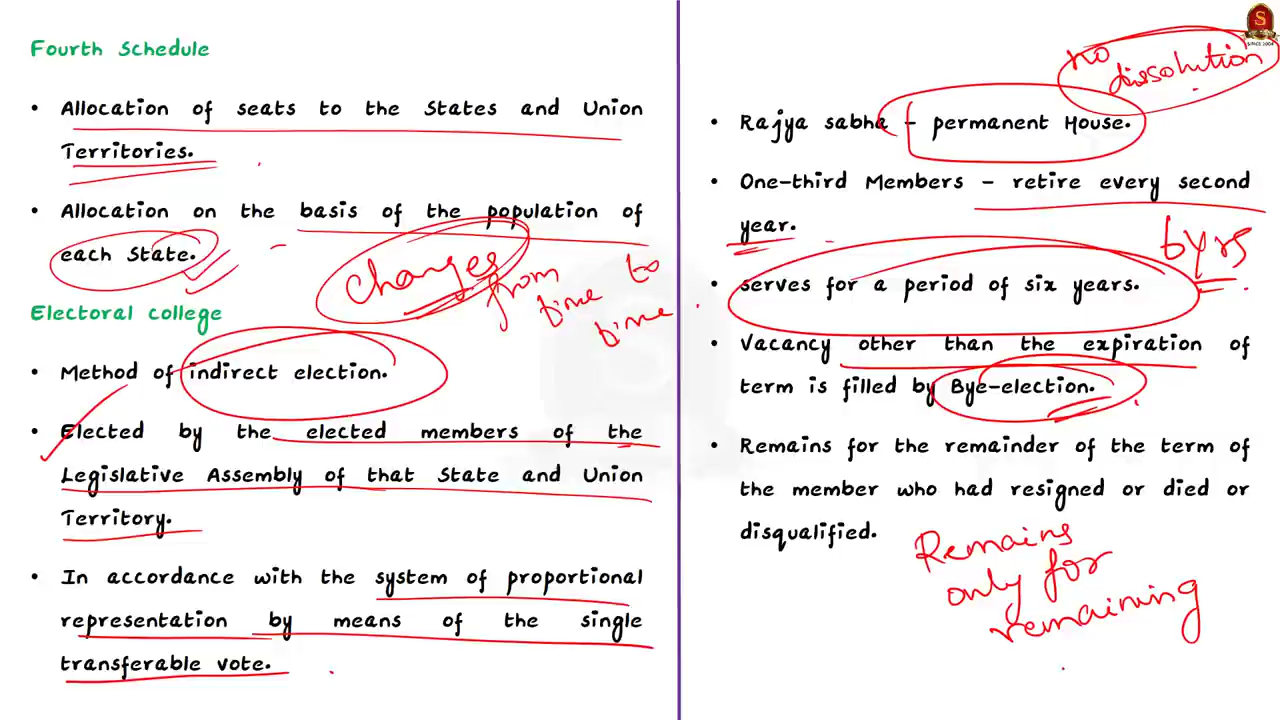 Fourth Schedule
• Allocation of seats to the States and Union
Territories.
• Allocation on the basis of the population of
each State.
changes
from
time to
time
Electoral college
• Method of indirect election.
• Elected by the elected members of the
Legislative Assembly of that State and Union
Territory.
• In accordance with the system of proportional
representation by means of the single
transferable vote.
S
SINCE 2004
no
dissolution
• Rajya sabha - permanent House.
• One-third Members - retire every second
year.
6yrs
• serves for a period of six years.
• Vacancy other than the expiration of
term is filled by Bye-election.
• Remains for the remainder of the term of
the member who had resigned or died or
disqualified.
Remains
only for
remaining